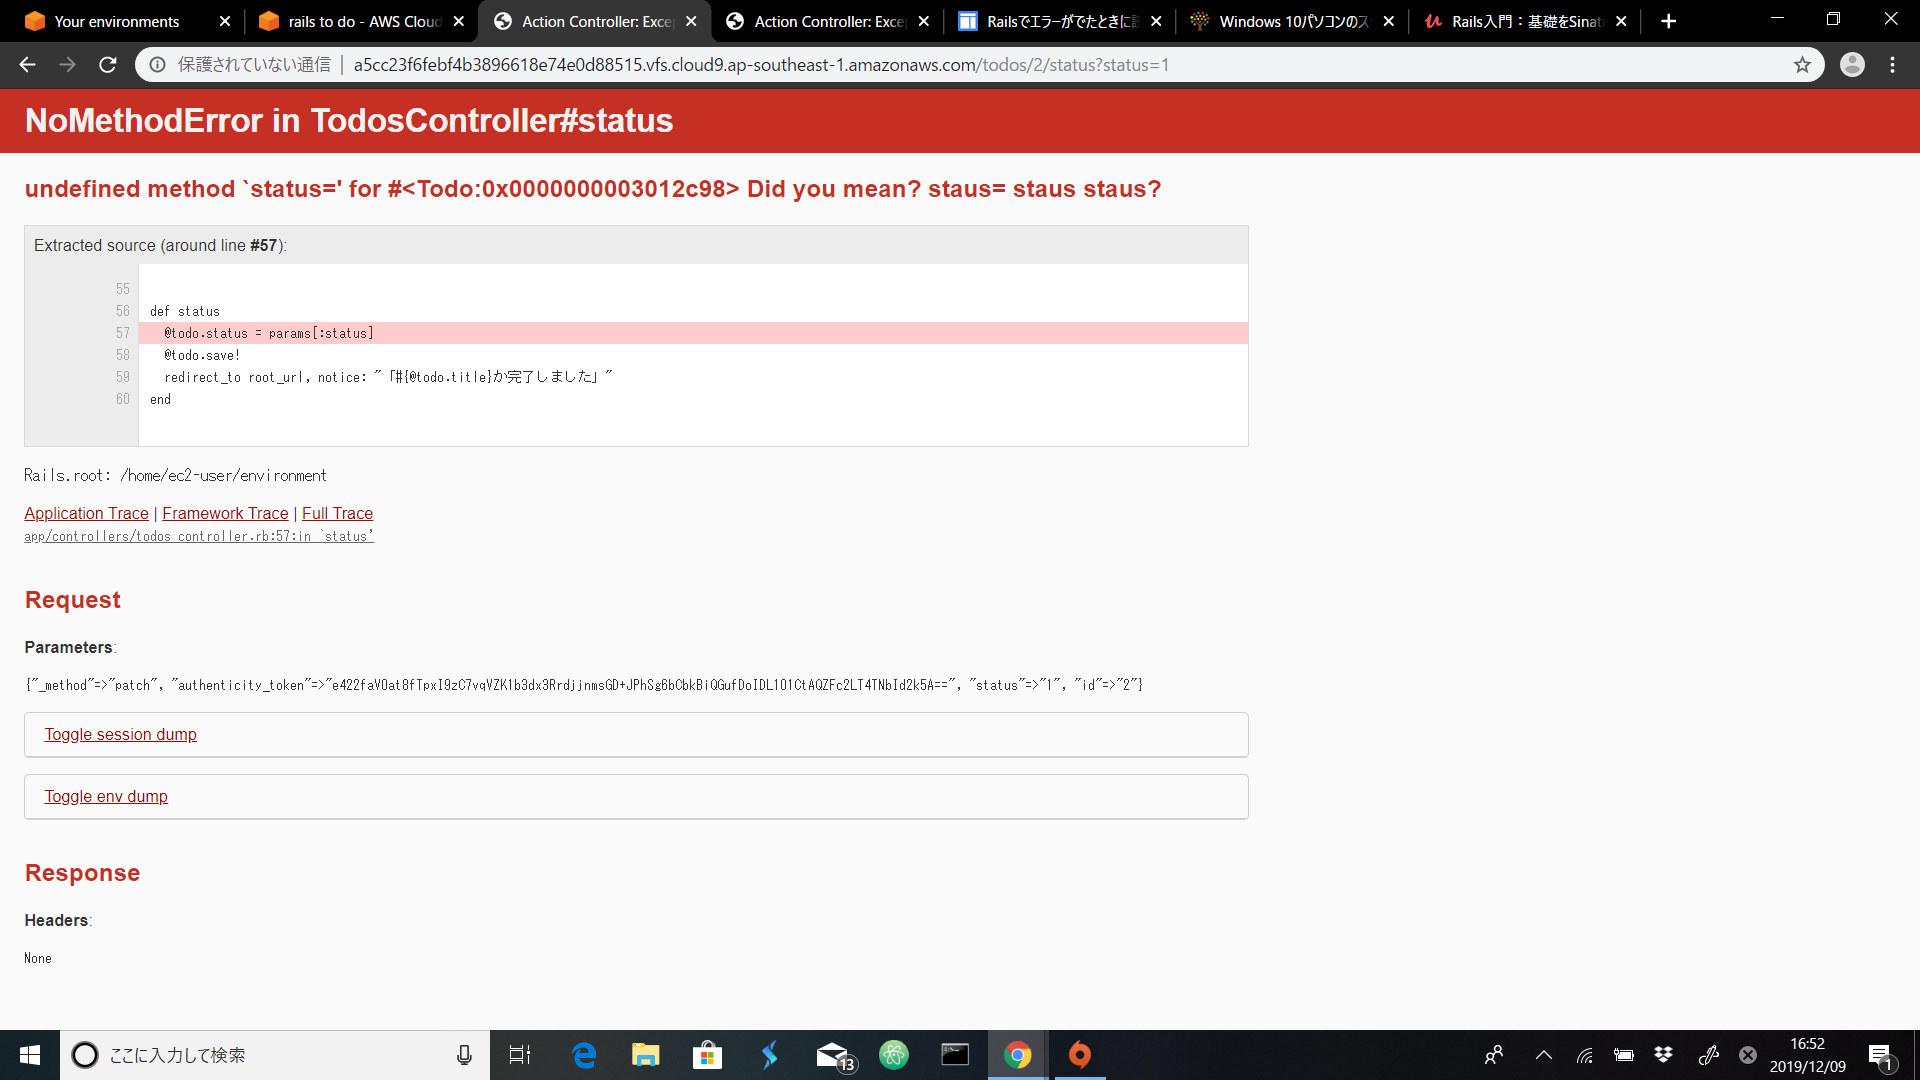 Your environments
rails to do - AWS Cloud
Action Controller: Exce
Action Controller: Exce
Railsでエラーがでたときに
Windows 10パソコンのス
Rails入門：基礎をSinat
保護されていない通信 | a5cc23f6febf4b3896618e74e0d88515.vfs.cloud9.ap-southeast-1.amazonaws.com/todos/2/status?status=1
NoMethodError in TodosController#status
undefined method `status=' for #<Todo:0x0000000003012c98> Did you mean? staus= staus staus?
Extracted source (around line #57):
55
56 def status
57 @todo.status = params[:status]
58 @todo.save!
59 redirect_to root_url, notice: "「#{@todo.title}か完了しました」"
60 end
Rails.root: /home/ec2-user/environment
Application Trace | Framework Trace | Full Trace
app/controllers/todos_controller.rb:57:in `status'
Request
Parameters:
{"_method"=>"patch", "authenticity_token"=>"e422faVOat8fTpxI9zC7vqVZK1b3dx3RrdjjnmsGD+JPhSg6bCbkBiQGufDoIDL101CtAQZFc2LT4TNbId2k5A==", "status"=>"1", "id"=>"2"}
Toggle session dump
Toggle env dump
Response
Headers:
None
ここに入力して検索
13
16:52
2019/12/09
1